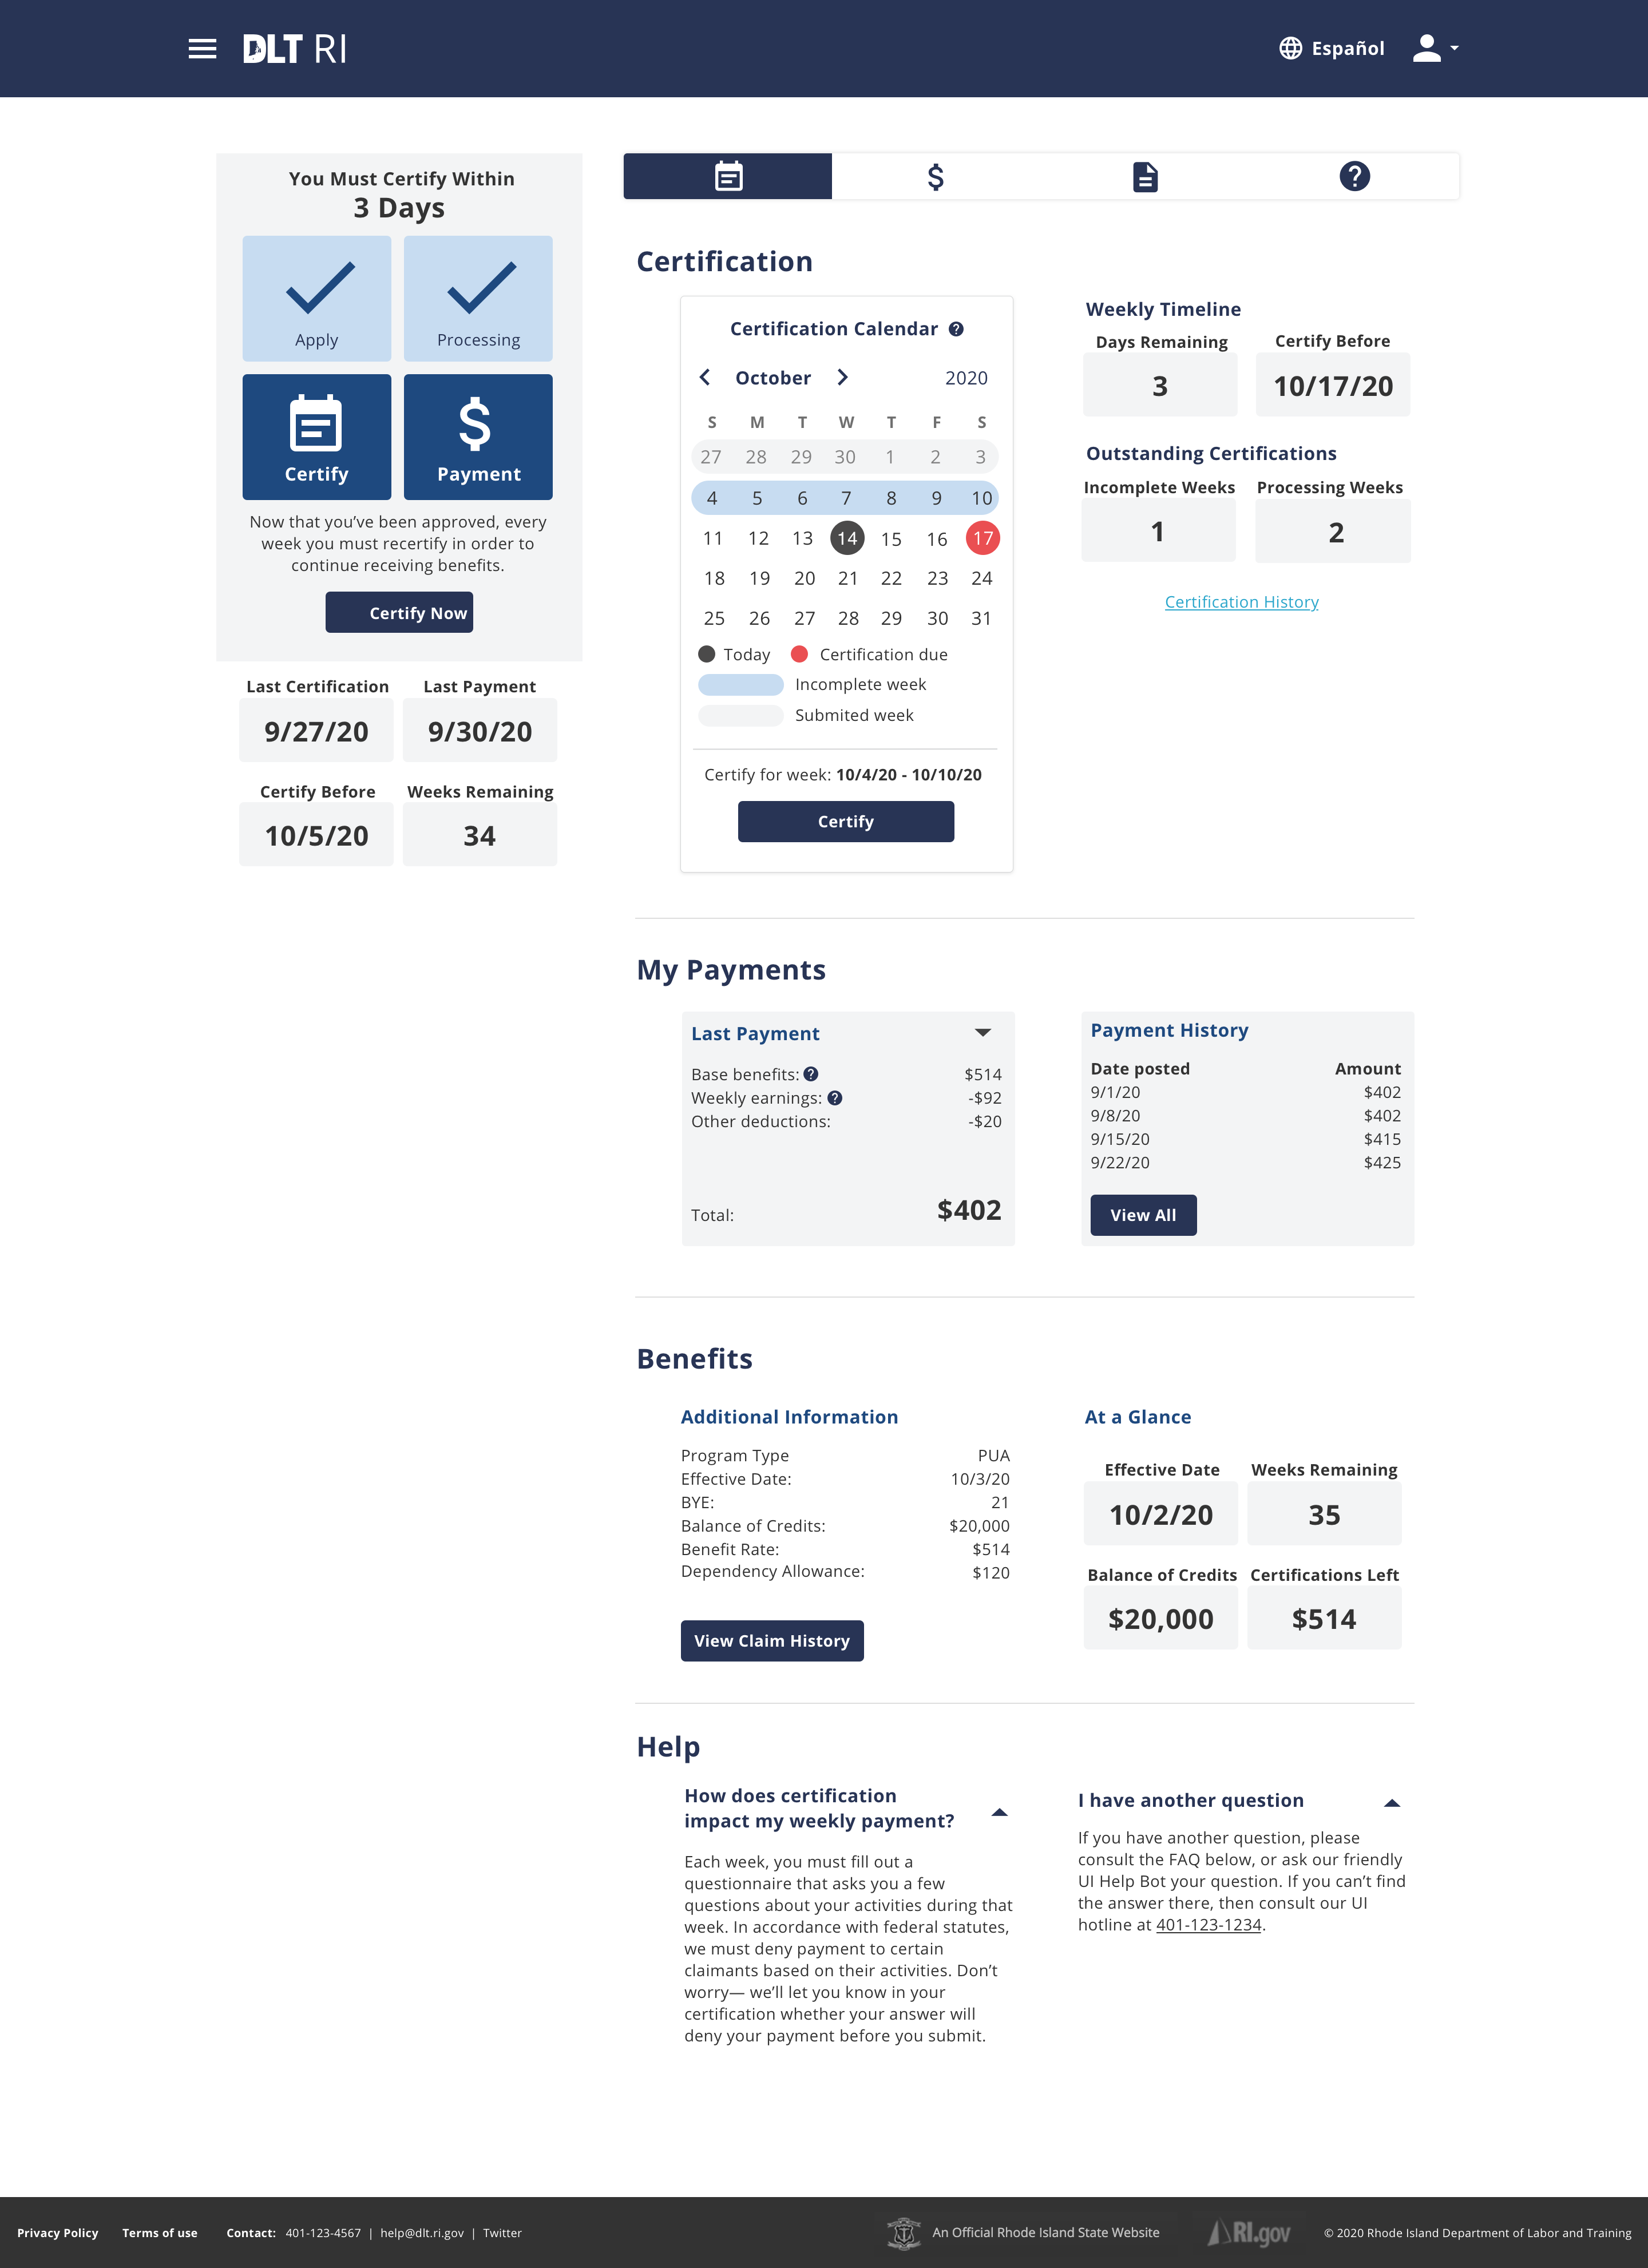 DLT RI
Español
You Must Certify Within
3 Days
Apply
Processing
Certify
Payment
Now that you’ve been approved, every
week you must recertify in order to
continue receiving benefits.
Certify Now
Last Certification
Last Payment
9/27/20
9/30/20
Certify Before
Weeks Remaining
10/5/20
34
Certification
Certification Calendar
October
2020
S M T W T F S
27 28 29 30 1 2 3
4 5 6 7 8 9 10
11 12 13 14 15 16 17
18 19 20 21 22 23 24
25 26 27 28 29 30 31
Today
Certification due
Incomplete week
Submited week
Certify for week: 10/4/20 - 10/10/20
Certify
Weekly Timeline
Days Remaining
Certify Before
3
10/17/20
Outstanding Certifications
Incomplete Weeks
Processing Weeks
1
2
Certification History
My Payments
Last Payment
Base benefits: $514
Weekly earnings: -$92
Other deductions: -$20
Total: $402
Payment History
Date posted Amount
9/1/20 $402
9/8/20 $402
9/15/20 $415
9/22/20 $425
View All
Benefits
Additional Information
Program Type PUA
Effective Date: 10/3/20
BYE: 21
Balance of Credits: $20,000
Benefit Rate: $514
Dependency Allowance: $120
View Claim History
At a Glance
Effective Date
Weeks Remaining
10/2/20
35
Balance of Credits
Certifications Left
$20,000
$514
Help
How does certification
impact my weekly payment?
Each week, you must fill out a
questionnaire that asks you a few
questions about your activities during that
week. In accordance with federal statutes,
we must deny payment to certain
claimants based on their activities. Don’t
worry— we’ll let you know in your
certification whether your answer will
deny your payment before you submit.
I have another question
If you have another question, please
consult the FAQ below, or ask our friendly
UI Help Bot your question. If you can’t find
the answer there, then consult our UI
hotline at 401-123-1234.
Privacy Policy Terms of use Contact: 401-123-4567 | help@dlt.ri.gov | Twitter
An Official Rhode Island State Website
RI.gov
© 2020 Rhode Island Department of Labor and Training